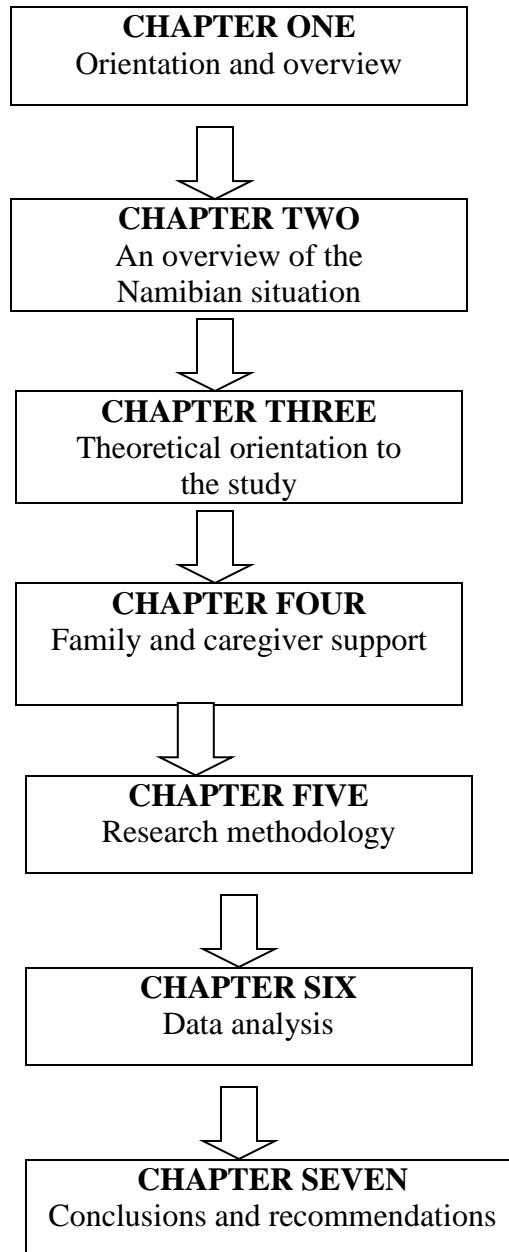 CHAPTER ONE
Orientation and overview
CHAPTER TWO
An overview of the
Namibian situation
CHAPTER THREE
Theoretical orientation to
the study
CHAPTER FOUR
Family and caregiver support
CHAPTER FIVE
Research methodology
CHAPTER SIX
Data analysis
CHAPTER SEVEN
Conclusions and recommendations